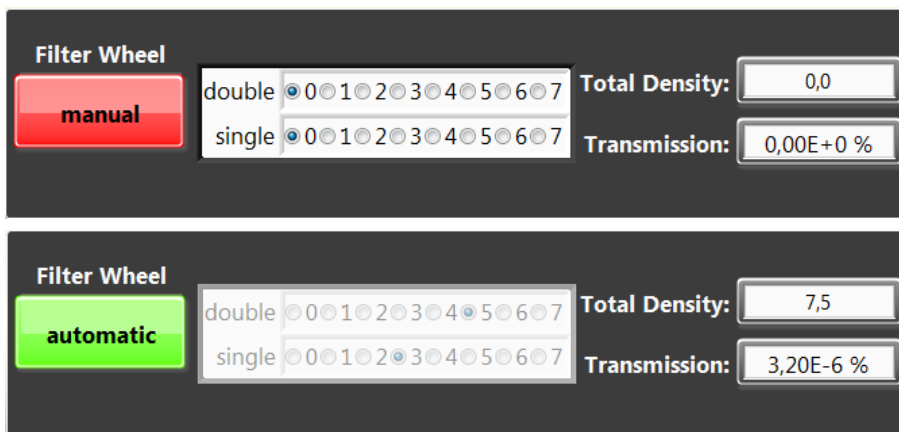 Filter Wheel
manual
double 0 1 2 3 4 5 6 7
single 0 1 2 3 4 5 6 7
Total Density: 0,0
Transmission: 0,00E+0 %
Filter Wheel
automatic
double 0 1 2 3 4 5 6 7
single 0 1 2 3 4 5 6 7
Total Density: 7,5
Transmission: 3,20E-6 %